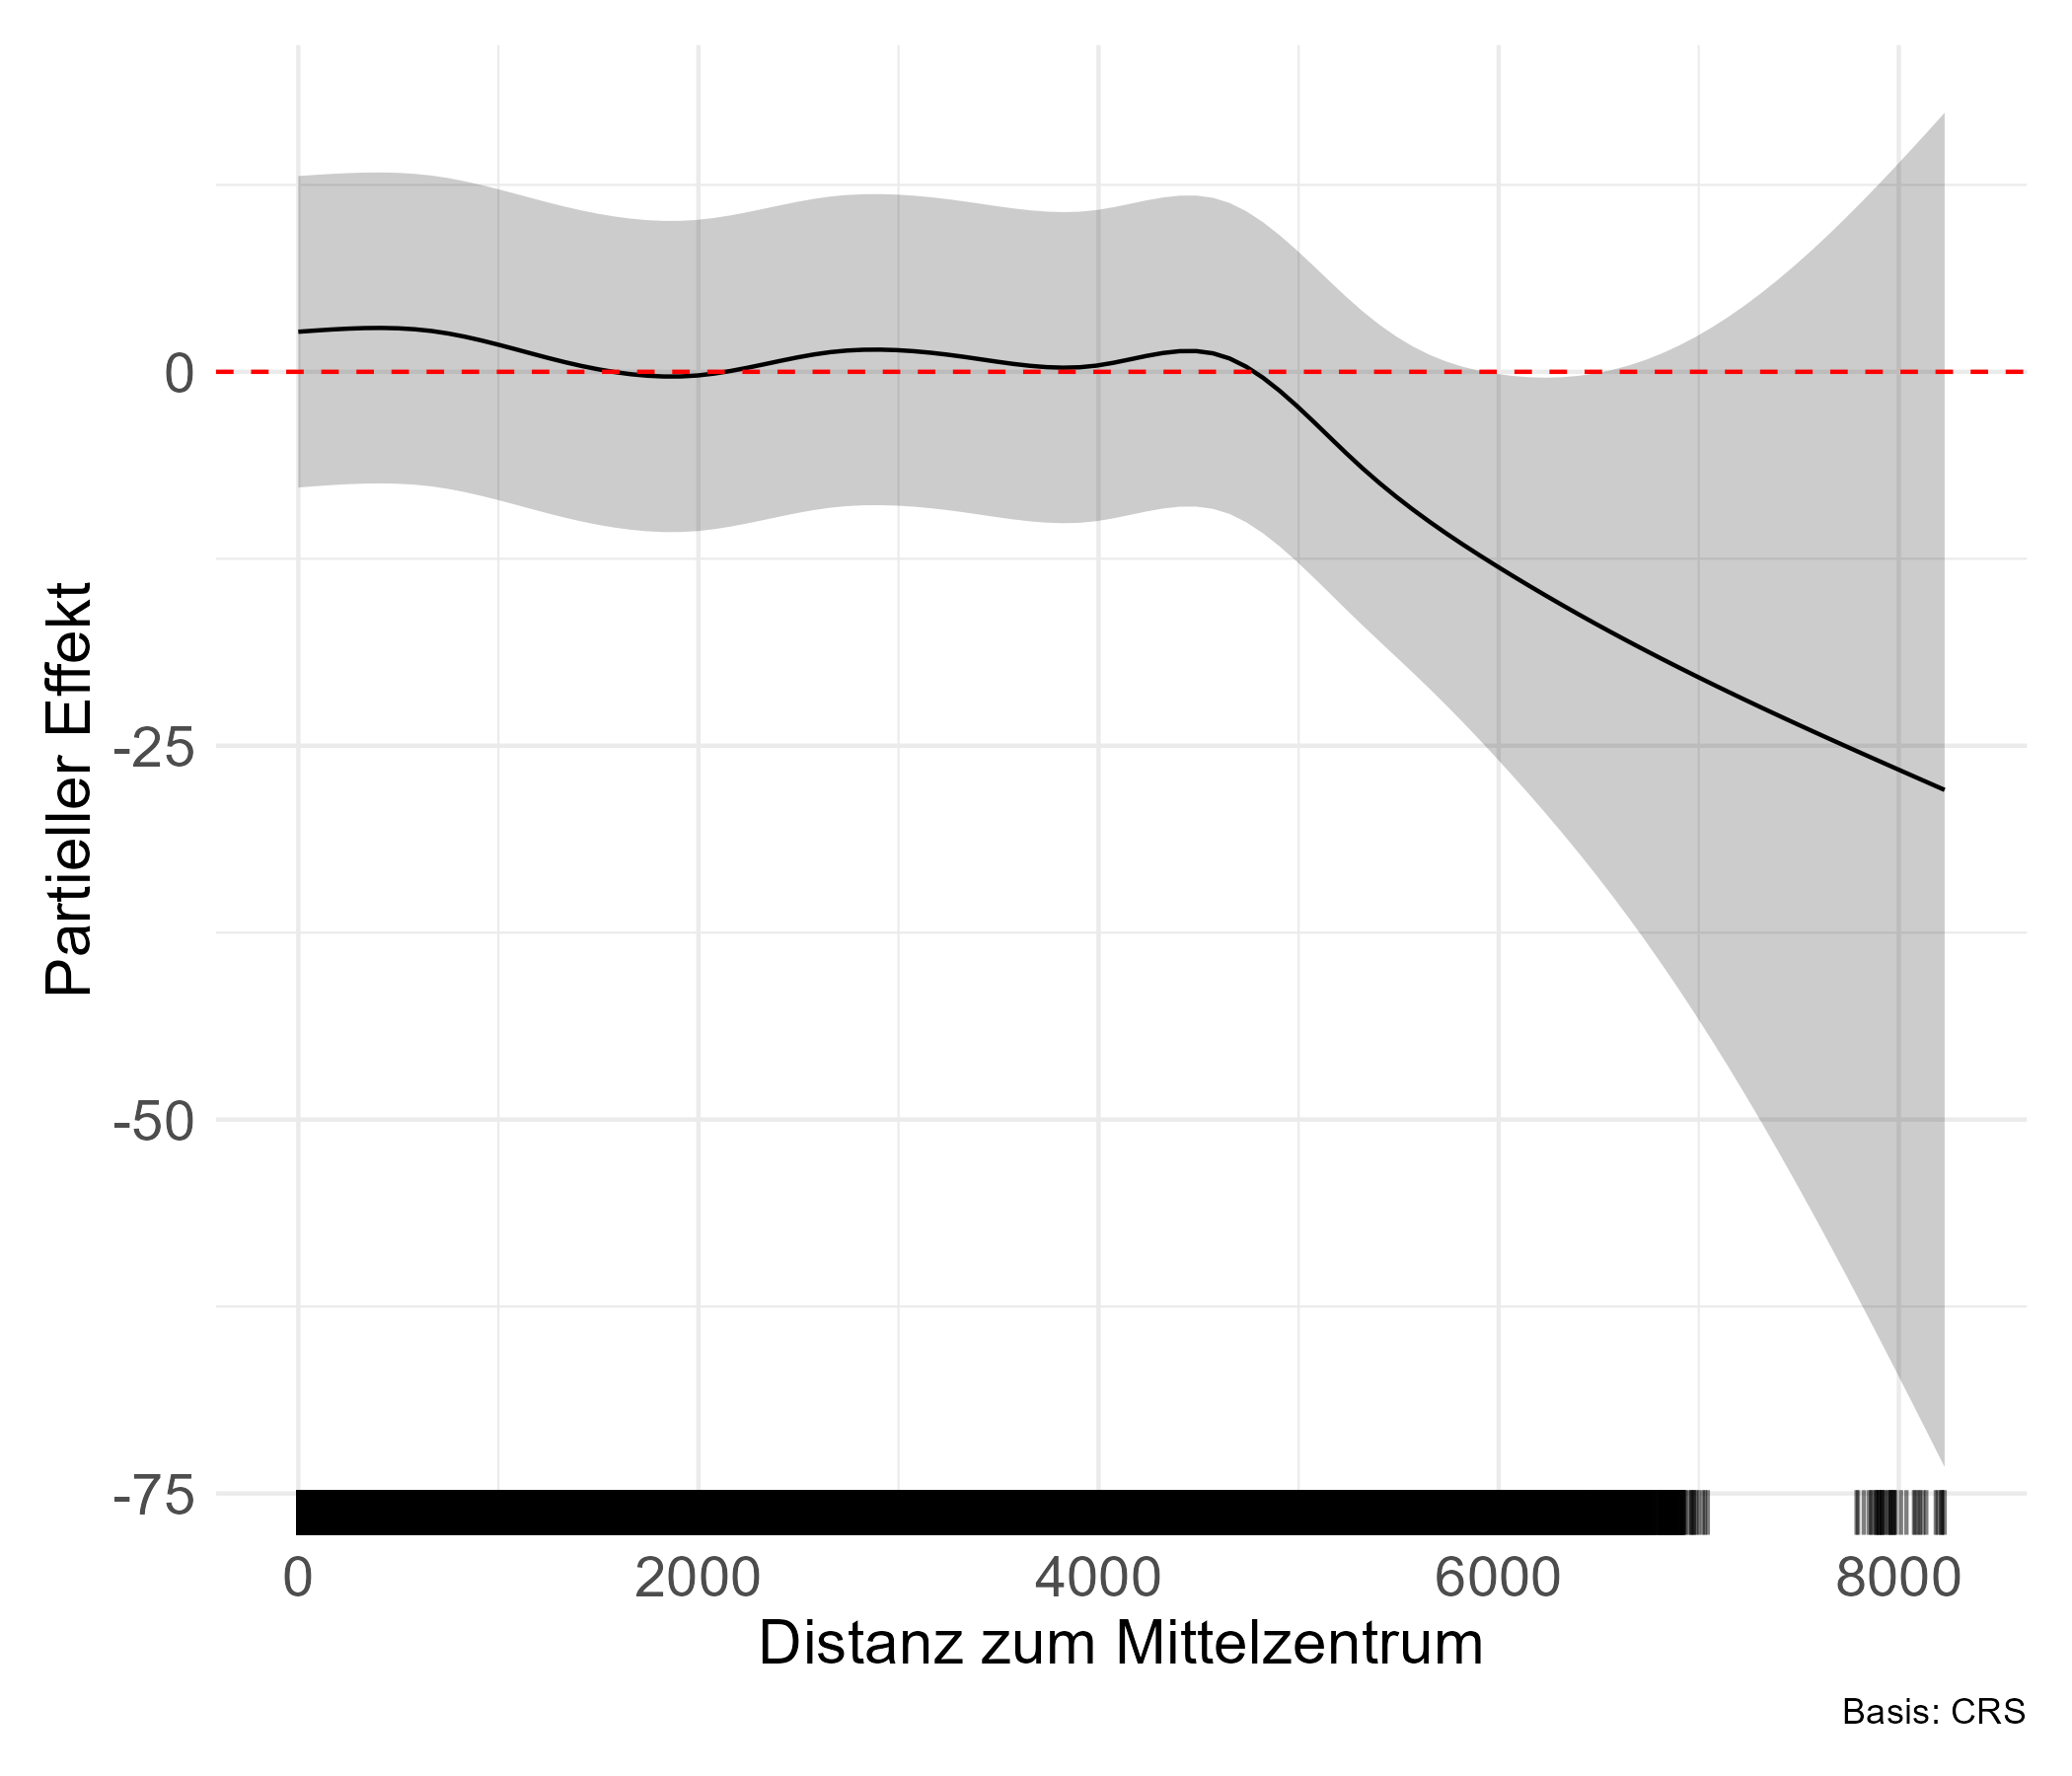 Partieller Effekt
0
-25
-50
-75
0 2000 4000 6000 8000
Distanz zum Mittelzentrum
Basis: CRS